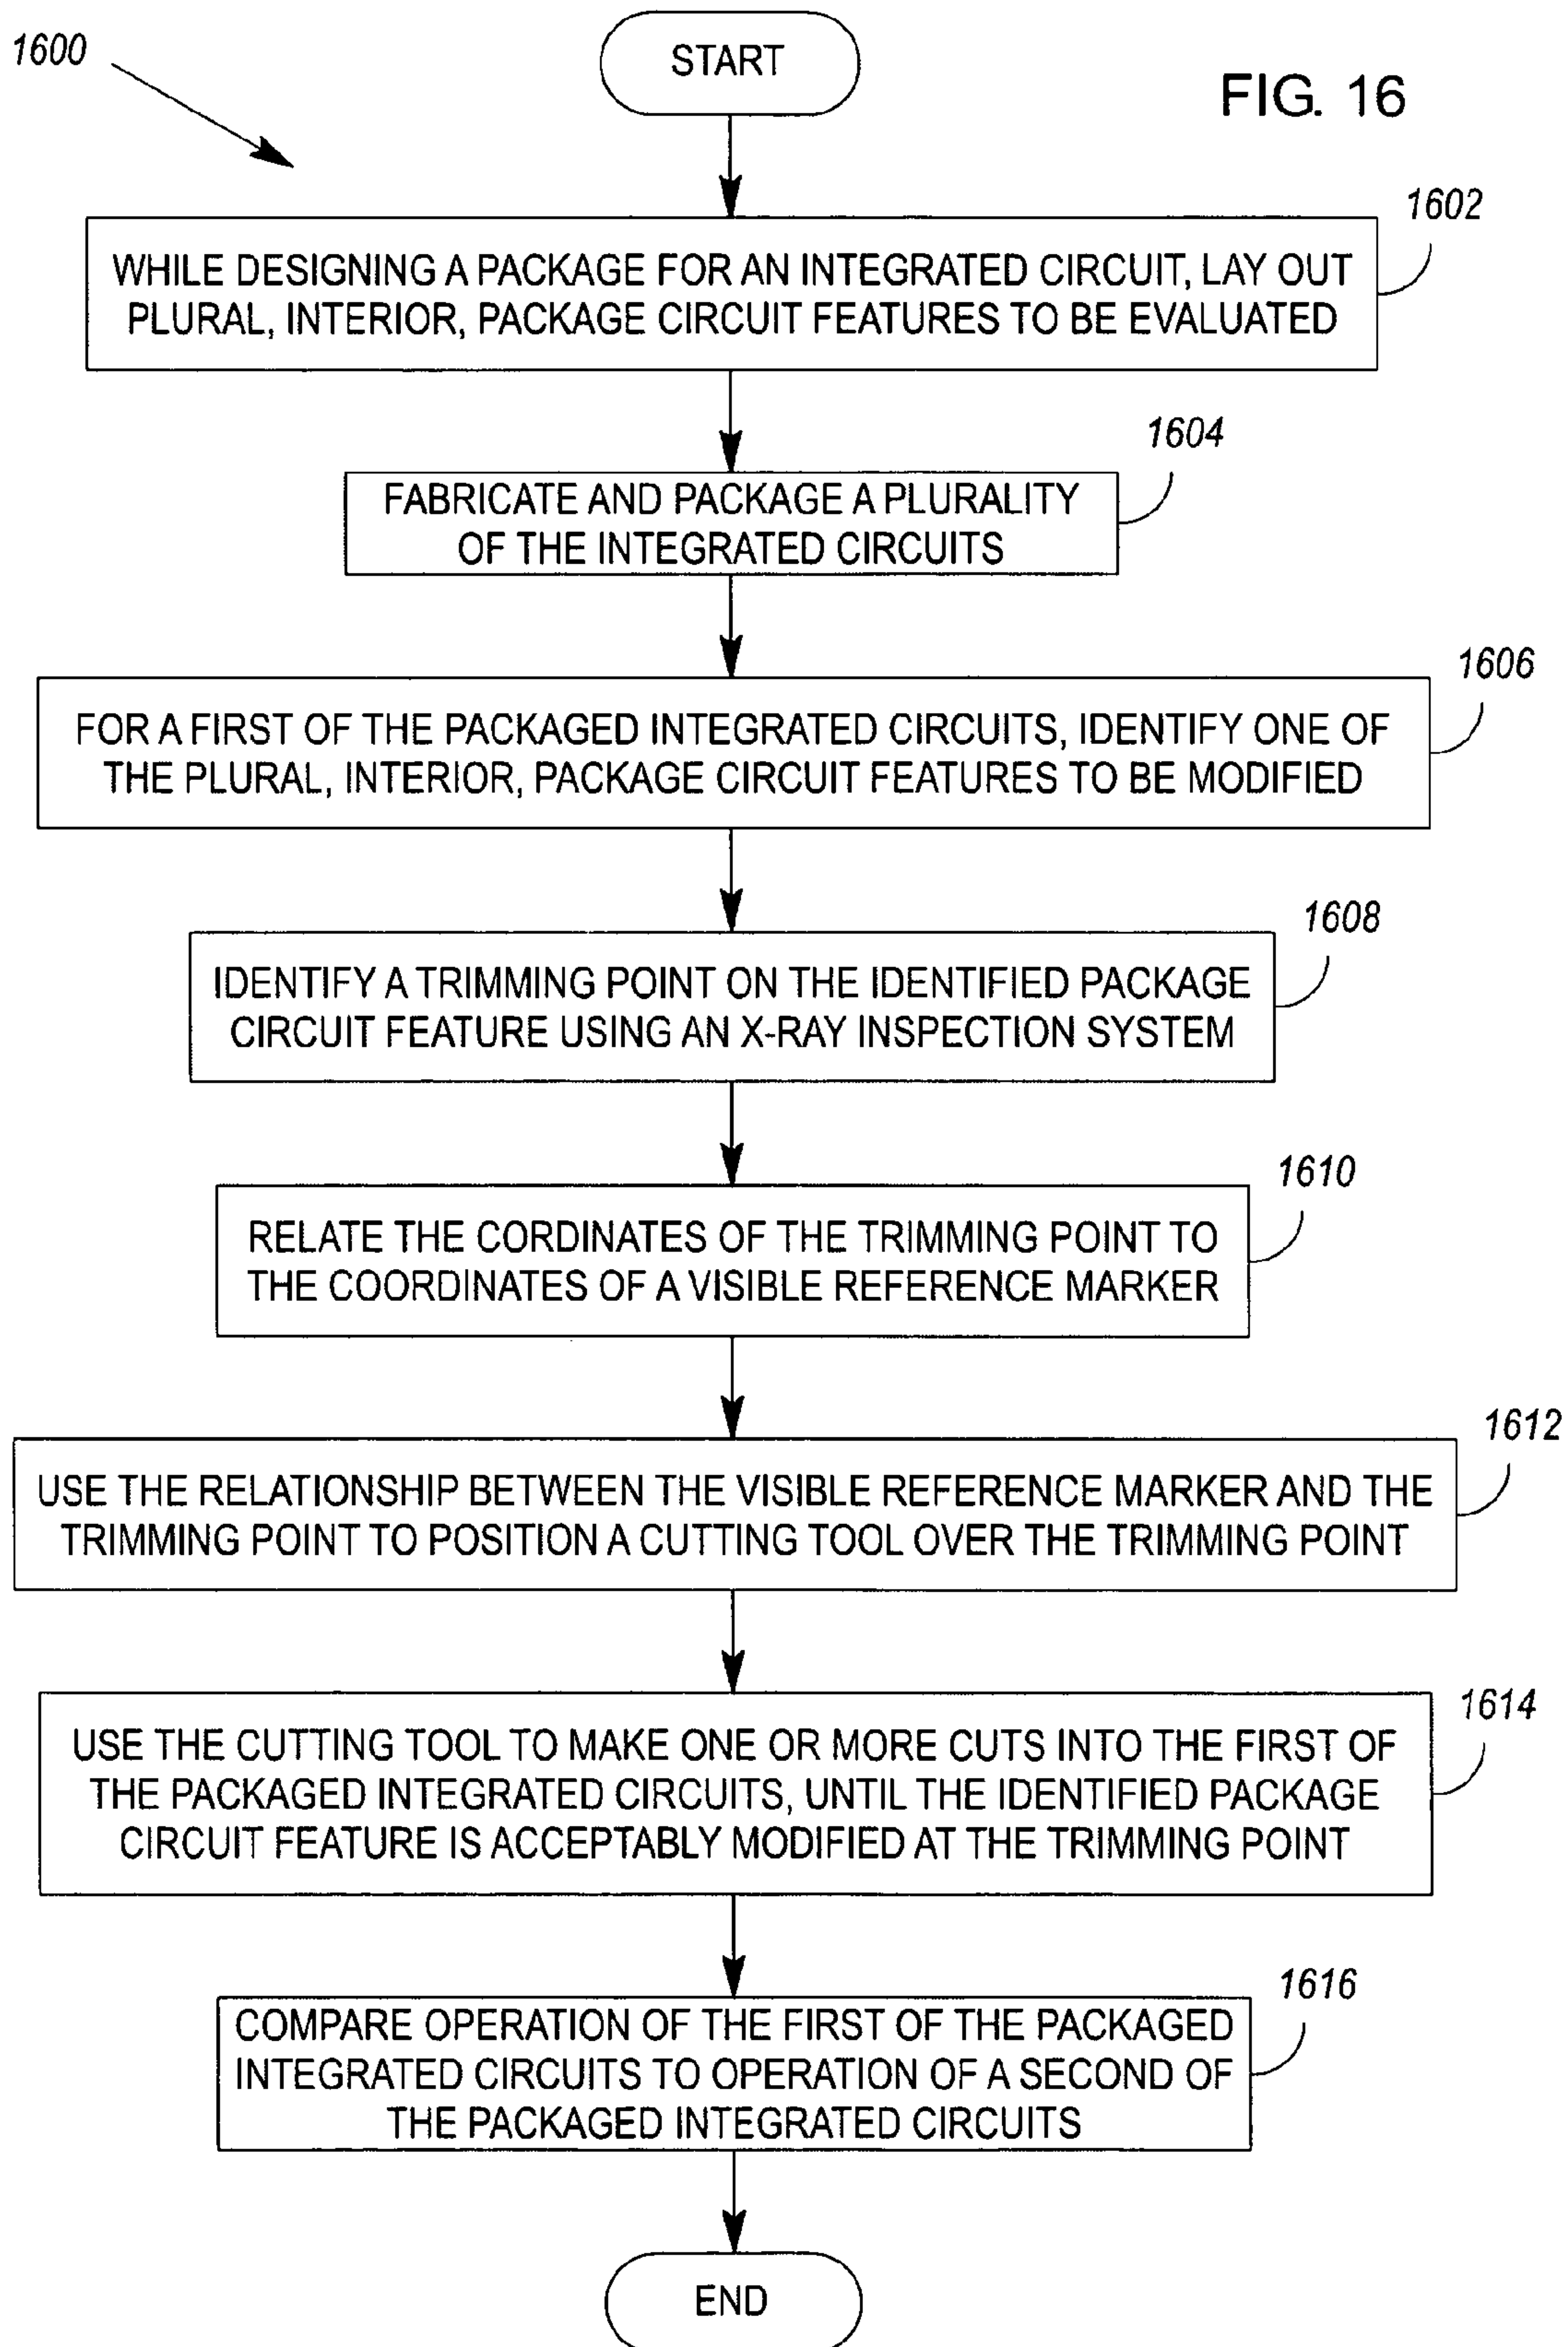 1600
START
FIG. 16
1602
WHILE DESIGNING A PACKAGE FOR AN INTEGRATED CIRCUIT, LAY OUT
PLURAL, INTERIOR, PACKAGE CIRCUIT FEATURES TO BE EVALUATED
1604
FABRICATE AND PACKAGE A PLURALITY
OF THE INTEGRATED CIRCUITS
1606
FOR A FIRST OF THE PACKAGED INTEGRATED CIRCUITS, IDENTIFY ONE OF
THE PLURAL, INTERIOR, PACKAGE CIRCUIT FEATURES TO BE MODIFIED
1608
IDENTIFY A TRIMMING POINT ON THE IDENTIFIED PACKAGE
CIRCUIT FEATURE USING AN X-RAY INSPECTION SYSTEM
1610
RELATE THE CORDINATES OF THE TRIMMING POINT TO
THE COORDINATES OF A VISIBLE REFERENCE MARKER
1612
USE THE RELATIONSHIP BETWEEN THE VISIBLE REFERENCE MARKER AND THE
TRIMMING POINT TO POSITION A CUTTING TOOL OVER THE TRIMMING POINT
1614
USE THE CUTTING TOOL TO MAKE ONE OR MORE CUTS INTO THE FIRST OF
THE PACKAGED INTEGRATED CIRCUITS, UNTIL THE IDENTIFIED PACKAGE
CIRCUIT FEATURE IS ACCEPTABLY MODIFIED AT THE TRIMMING POINT
1616
COMPARE OPERATION OF THE FIRST OF THE PACKAGED
INTEGRATED CIRCUITS TO OPERATION OF A SECOND OF
THE PACKAGED INTEGRATED CIRCUITS
END